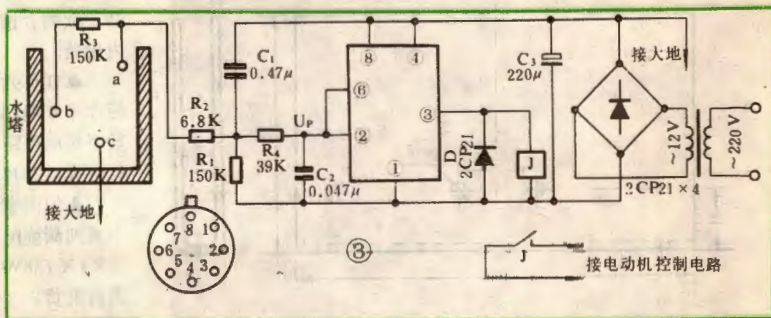 R₃
150K
a
b
c
水塔
接大地
R₂
6.8K
R₁
150K
C₁
0.47μ
R₄
39K
U_P
C₂
0.047μ
⑧
④
⑥
②
③
①
D
2CP21
J
C₃
220μ
接大地
~12V
~220V
2CP21×4
8
1
7
2
6
5
3
4
③
J
接电动机控制电路